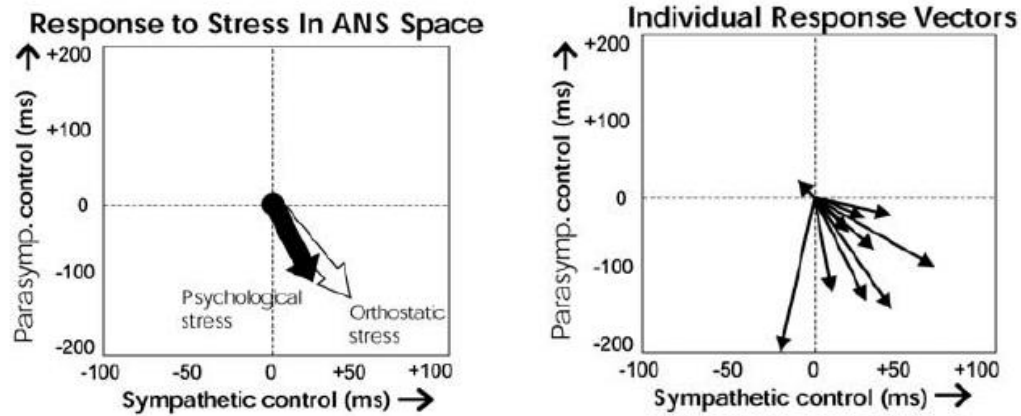 Response to Stress In ANS Space
Parasymp. control (ms)
+200
+100
0
-100
-200
Psychological
stress
Orthostatic
stress
-100
-50
0
+50
+100
Sympathetic control (ms)
Individual Response Vectors
Parasymp. control (ms)
+200
+100
0
-100
-200
-100
-50
0
+50
+100
Sympathetic control (ms)